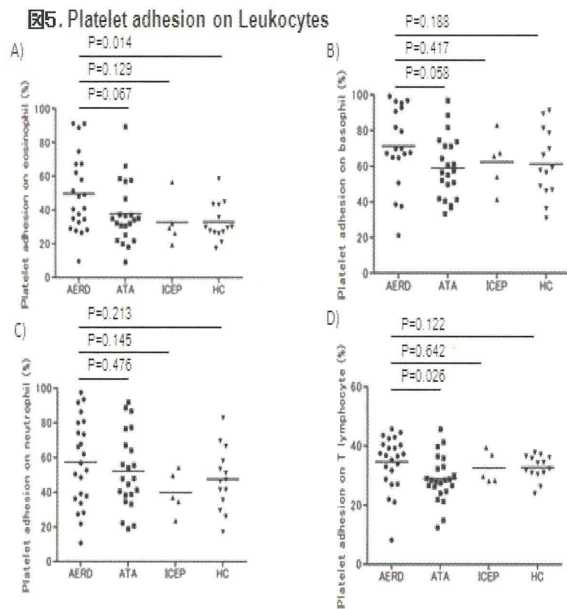 図5. Platelet adhesion on Leukocytes
A)
P=0.014
P=0.129
P=0.067
Platelet adhesion on eosinophil (%)
100
80
60
40
20
0
AERD ATA ICEP HC
B)
P=0.188
P=0.417
P=0.058
Platelet adhesion on basophil (%)
100
80
60
40
20
0
AERD ATA ICEP HC
C)
P=0.213
P=0.145
P=0.476
Platelet adhesion on neutrophil (%)
100
80
60
40
20
0
AERD ATA ICEP HC
D)
P=0.122
P=0.642
P=0.026
Platelet adhesion on T lymphocyte (%)
60
40
20
0
AERD ATA ICEP HC